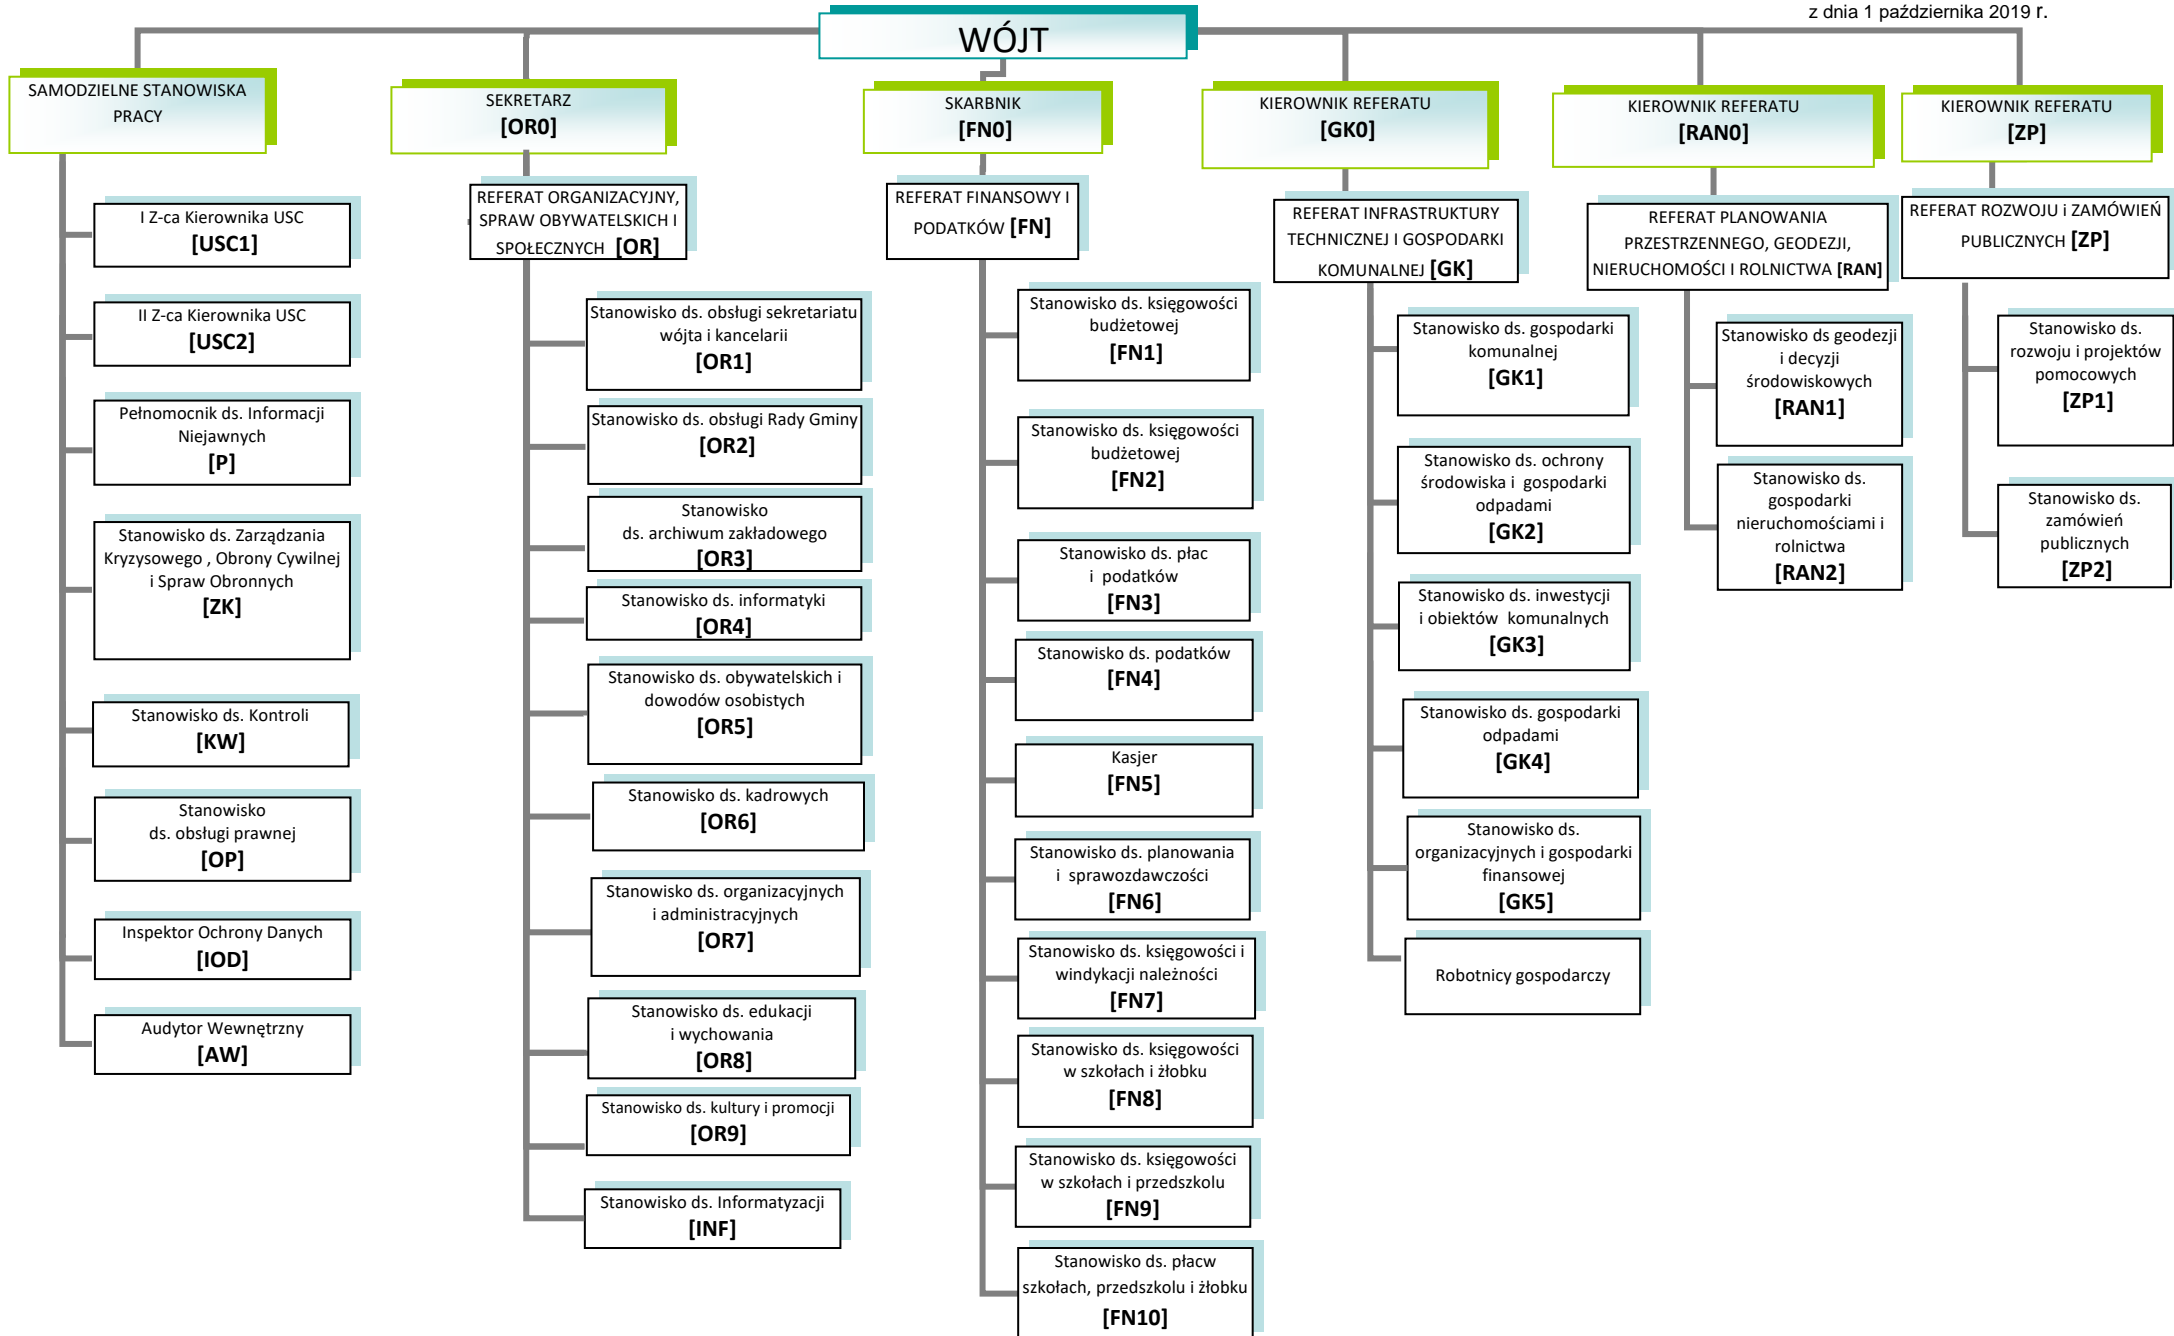 z dnia 1 października 2019 r.
WÓJT
SAMODZIELNE STANOWISKA
PRACY
I Z-ca Kierownika USC
[USC1]
II Z-ca Kierownika USC
[USC2]
Pełnomocnik ds. Informacji
Niejawnych
[P]
Stanowisko ds. Zarządzania
Kryzysowego , Obrony Cywilnej
i Spraw Obronnych
[ZK]
Stanowisko ds. Kontroli
[KW]
Stanowisko
ds. obsługi prawnej
[OP]
Inspektor Ochrony Danych
[IOD]
Audytor Wewnętrzny
[AW]
SEKRETARZ
[OR0]
REFERAT ORGANIZACYJNY,
SPRAW OBYWATELSKICH I
SPOŁECZNYCH [OR]
Stanowisko ds. obsługi sekretariatu
wójta i kancelarii
[OR1]
Stanowisko ds. obsługi Rady Gminy
[OR2]
Stanowisko
ds. archiwum zakładowego
[OR3]
Stanowisko ds. informatyki
[OR4]
Stanowisko ds. obywatelskich i
dowodów osobistych
[OR5]
Stanowisko ds. kadrowych
[OR6]
Stanowisko ds. organizacyjnych
i administracyjnych
[OR7]
Stanowisko ds. edukacji
i wychowania
[OR8]
Stanowisko ds. kultury i promocji
[OR9]
Stanowisko ds. Informatyzacji
[INF]
SKARBNIK
[FN0]
REFERAT FINANSOWY I
PODATKÓW [FN]
Stanowisko ds. księgowości
budżetowej
[FN1]
Stanowisko ds. księgowości
budżetowej
[FN2]
Stanowisko ds. płac
i podatków
[FN3]
Stanowisko ds. podatków
[FN4]
Kasjer
[FN5]
Stanowisko ds. planowania
i sprawozdawczości
[FN6]
Stanowisko ds. księgowości i
windykacji należności
[FN7]
Stanowisko ds. księgowości
w szkołach i żłobku
[FN8]
Stanowisko ds. księgowości
w szkołach i przedszkolu
[FN9]
Stanowisko ds. płacw
szkołach, przedszkolu i żłobku
[FN10]
KIEROWNIK REFERATU
[GK0]
REFERAT INFRASTRUKTURY
TECHNICZNEJ I GOSPODARKI
KOMUNALNEJ [GK]
Stanowisko ds. gospodarki
komunalnej
[GK1]
Stanowisko ds. ochrony
środowiska i gospodarki
odpadami
[GK2]
Stanowisko ds. inwestycji
i obiektów komunalnych
[GK3]
Stanowisko ds. gospodarki
odpadami
[GK4]
Stanowisko ds.
organizacyjnych i gospodarki
finansowej
[GK5]
Robotnicy gospodarczy
KIEROWNIK REFERATU
[RAN0]
REFERAT PLANOWANIA
PRZESTRZENNEGO, GEODEZJI,
NIERUCHOMOŚCI I ROLNICTWA [RAN]
Stanowisko ds geodezji
i decyzji
środowiskowych
[RAN1]
Stanowisko ds.
gospodarki
nieruchomościami i
rolnictwa
[RAN2]
KIEROWNIK REFERATU
[ZP]
REFERAT ROZWOJU i ZAMÓWIEŃ
PUBLICZNYCH [ZP]
Stanowisko ds.
rozwoju i projektów
pomocowych
[ZP1]
Stanowisko ds.
zamówień
publicznych
[ZP2]